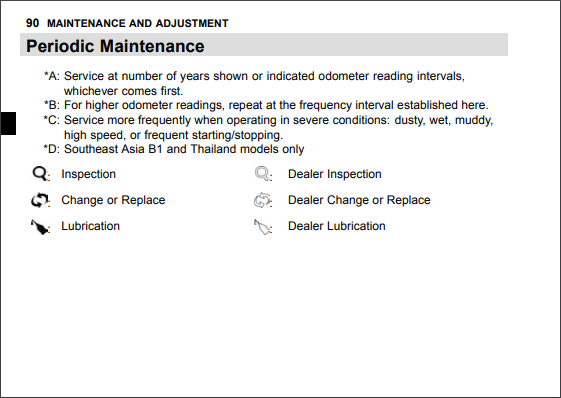 90 MAINTENANCE AND ADJUSTMENT
Periodic Maintenance
*A: Service at number of years shown or indicated odometer reading intervals,
whichever comes first.
*B: For higher odometer readings, repeat at the frequency interval established here.
*C: Service more frequently when operating in severe conditions: dusty, wet, muddy,
high speed, or frequent starting/stopping.
*D: Southeast Asia B1 and Thailand models only
: Inspection : Dealer Inspection
: Change or Replace : Dealer Change or Replace
: Lubrication : Dealer Lubrication